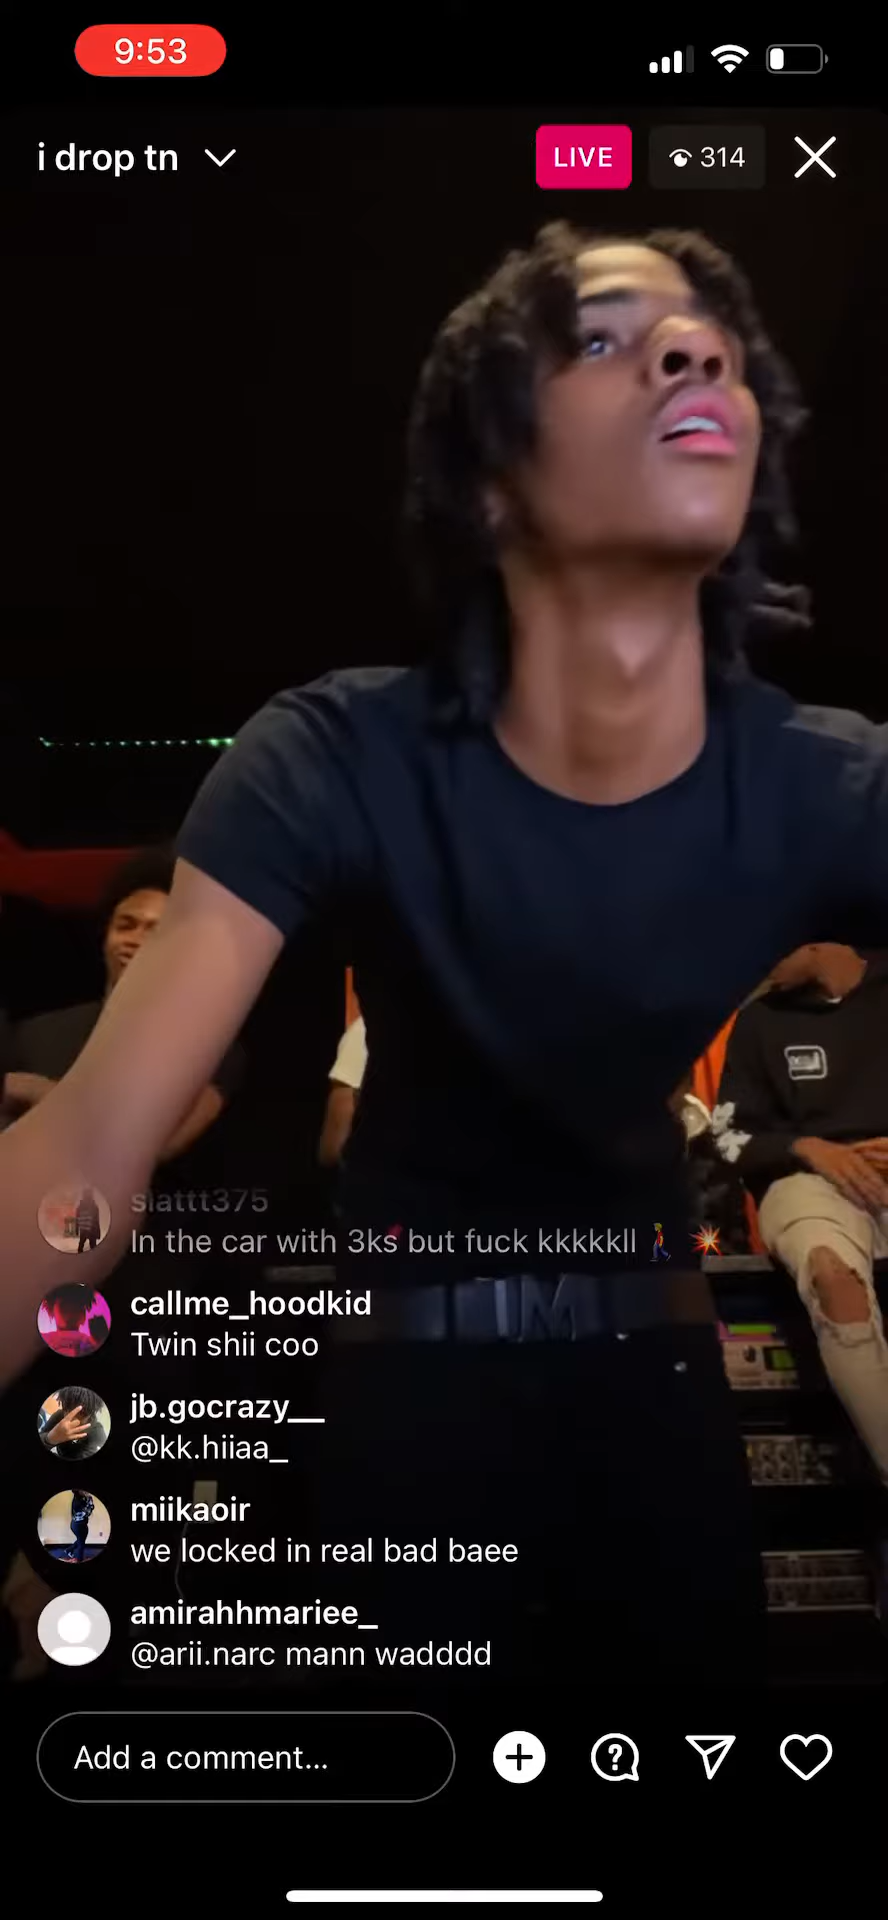 9:53
i drop tn
LIVE
314
slattt375
In the car with 3ks but fuck kkkkkll🚶💥
callme_hoodkid
Twin shii coo
jb.gocrazy__
@kk.hiiaa_
miikaoir
we locked in real bad baee
amirahhmariee_
@arii.narc mann wadddd
Add a comment...